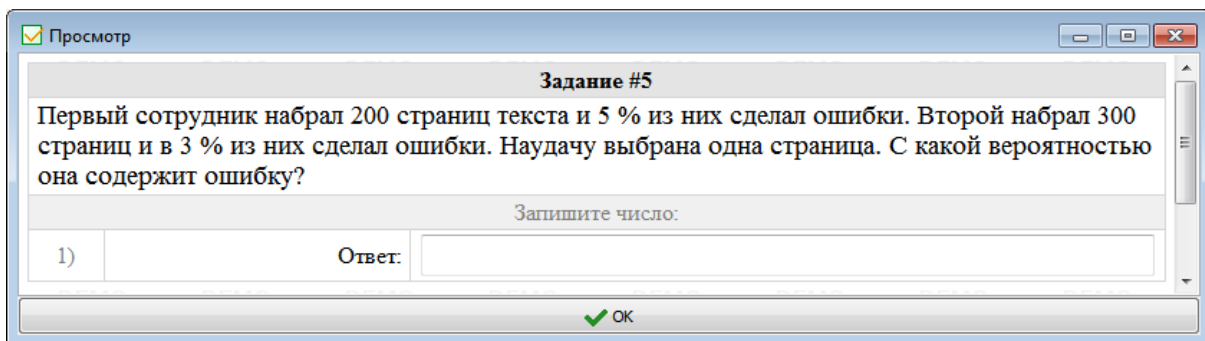 Просмотр
Задание #5
Первый сотрудник набрал 200 страниц текста и 5 % из них сделал ошибки. Второй набрал 300
страниц и в 3 % из них сделал ошибки. Наудачу выбрана одна страница. С какой вероятностью
она содержит ошибку?
Запишите число:
1) Ответ:
OK